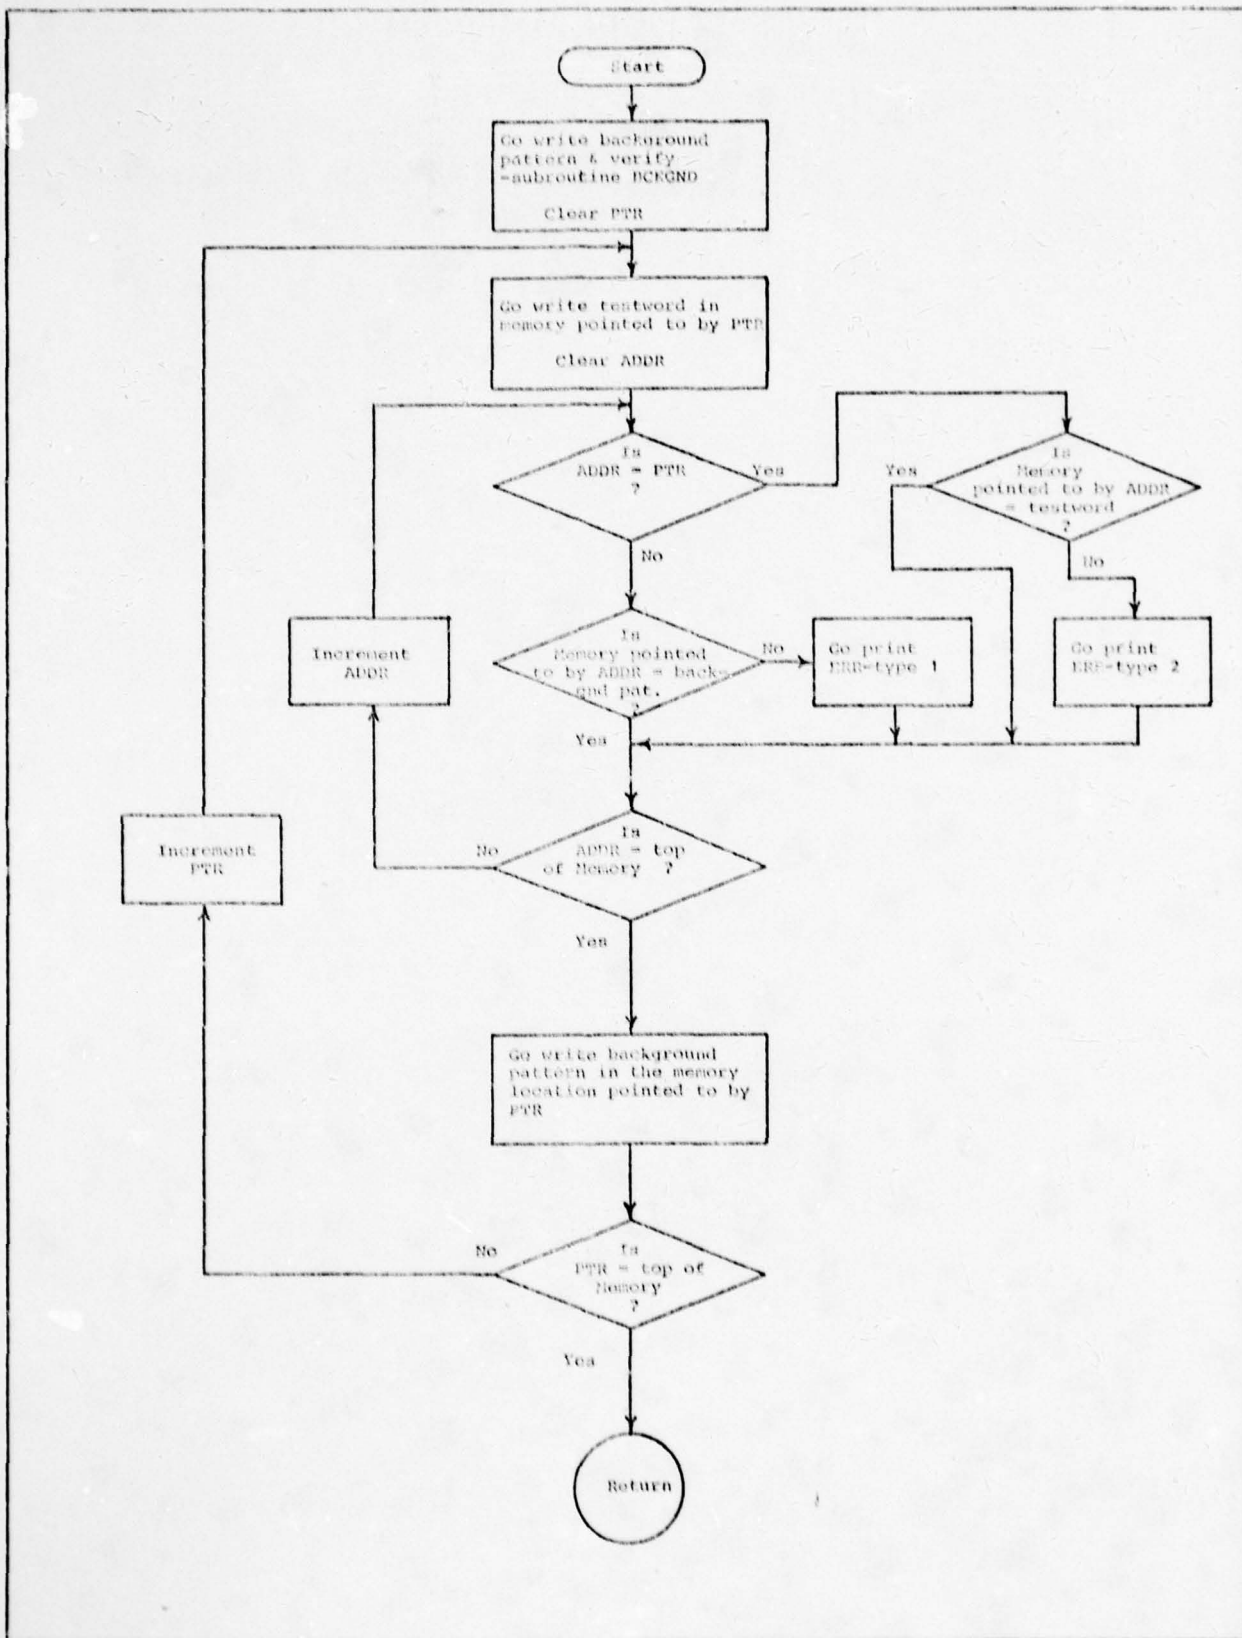 Start
Go write background
pattern & verify
-subroutine BCKGND
Clear PTR
Go write testword in
memory pointed to by PTR
Clear ADDR
Is
ADDR = PTR
?
Yes
No
Is
Memory
pointed to by ADDR
= testword
?
Yes
No
Increment
ADDR
Is
Memory pointed
to by ADDR = back-
gnd pat.
?
No
Yes
Go print
ERR-type 1
Go print
ERR-type 2
Increment
PTR
Is
ADDR = top
of Memory ?
No
Yes
Go write background
pattern in the memory
location pointed to by
PTR
Is
PTR = top of
Memory
?
No
Yes
Return